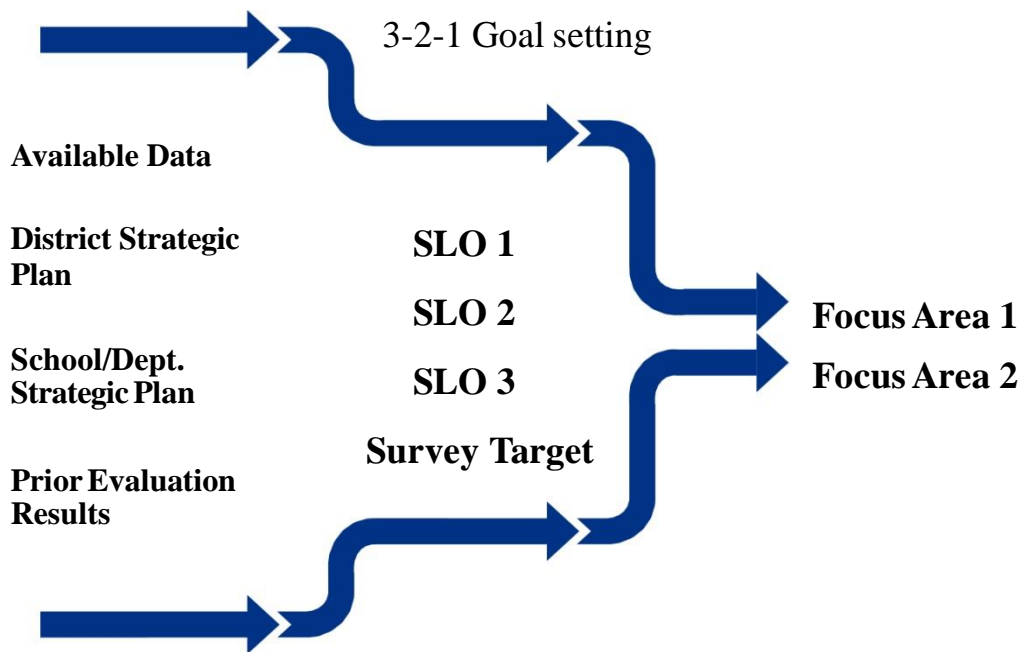 3-2-1 Goal setting
Available Data
District Strategic
Plan
School/Dept.
Strategic Plan
Prior Evaluation
Results
SLO 1
SLO 2
SLO 3
Survey Target
Focus Area 1
Focus Area 2